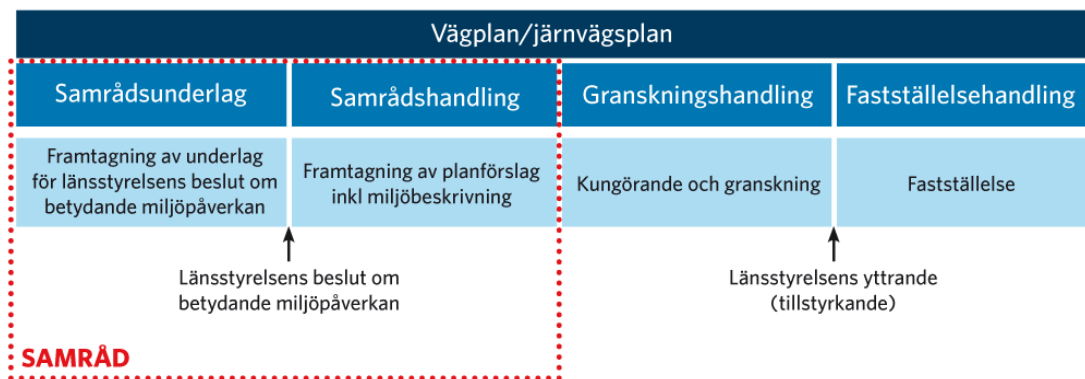 Vägplan/järnvägsplan
Samrådsunderlag
Samrådshandling
Granskningshandling
Fastställelsehandling
Framtagning av underlag
för länsstyrelsens beslut om
betydande miljöpåverkan
Framtagning av planförslag
inkl miljöbeskrivning
Kungörande och granskning
Fastställelse
Länsstyrelsens beslut om
betydande miljöpåverkan
Länsstyrelsens yttrande
(tillstyrkande)
SAMRÅD